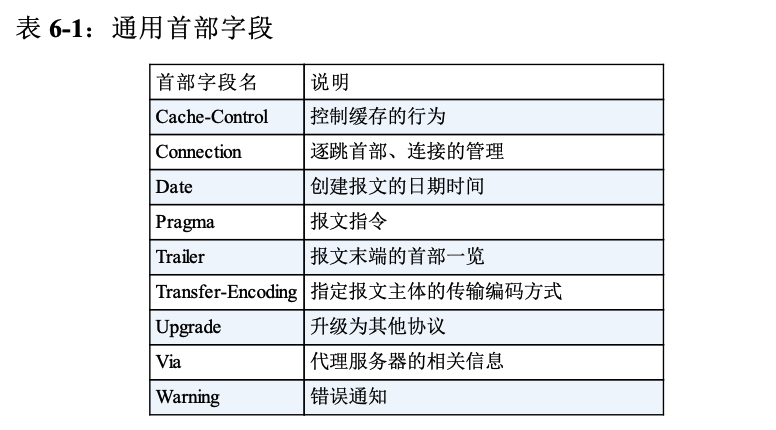 表 6-1：通用首部字段
首部字段名 说明
Cache-Control 控制缓存的行为
Connection 逐跳首部、连接的管理
Date 创建报文的日期时间
Pragma 报文指令
Trailer 报文末端的首部一览
Transfer-Encoding 指定报文主体的传输编码方式
Upgrade 升级为其他协议
Via 代理服务器的相关信息
Warning 错误通知